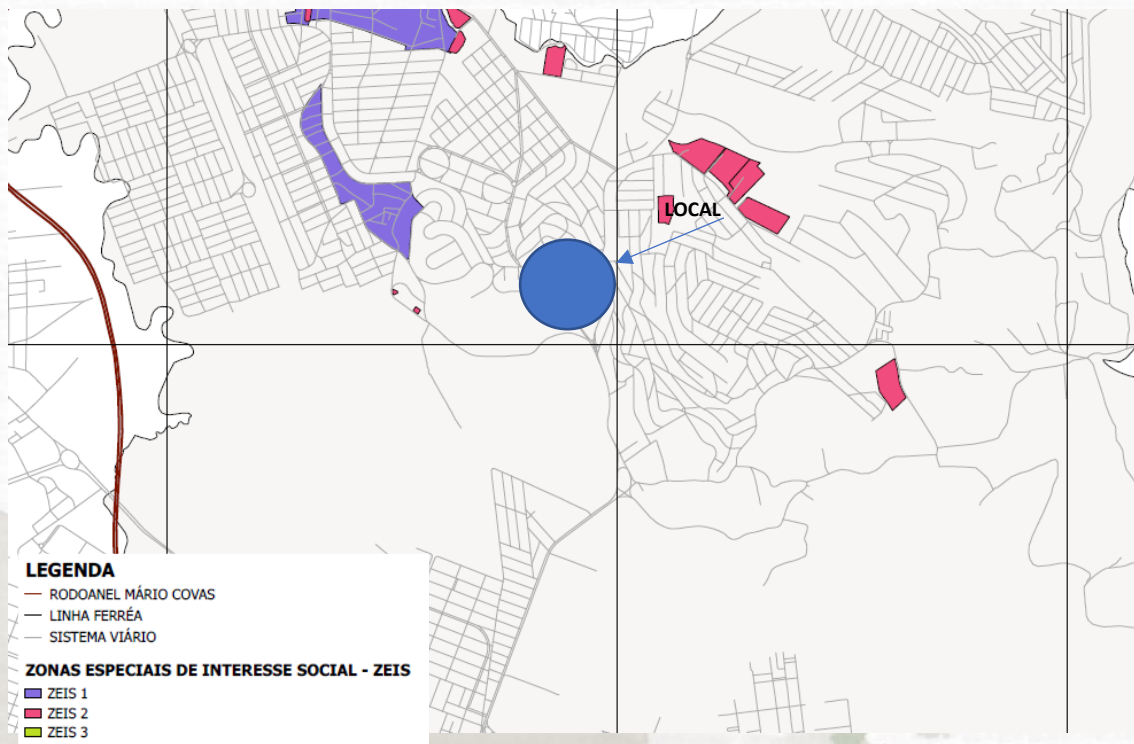 LOCAL
LEGENDA
RODOANEL MÁRIO COVAS
LINHA FERRÉA
SISTEMA VIÁRIO
ZONAS ESPECIAIS DE INTERESSE SOCIAL - ZEIS
ZEIS 1
ZEIS 2
ZEIS 3